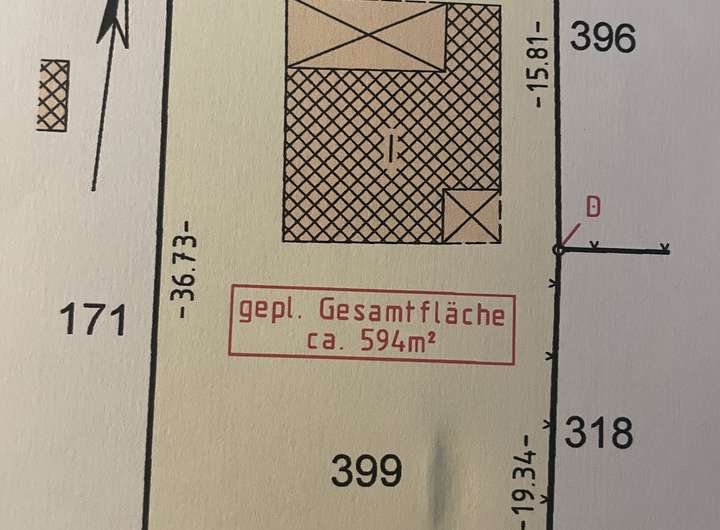 396
-15.81-
I
D
-36.73-
171
gepl. Gesamtfläche
ca. 594m²
318
399
-19.34-